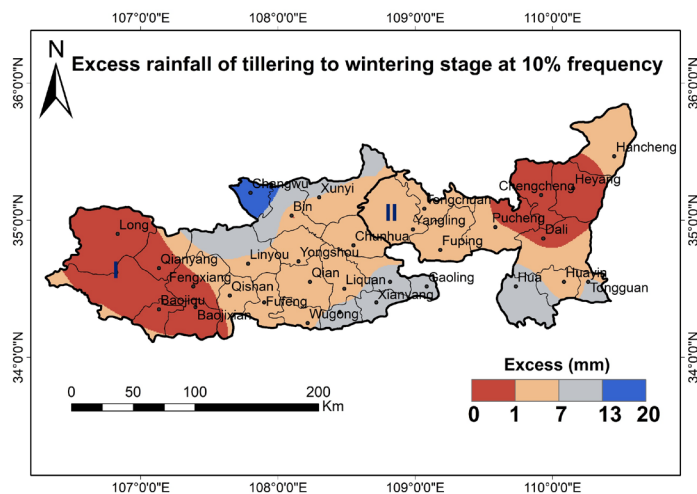 107°0'0"E 108°0'0"E 109°0'0"E 110°0'0"E
N
Excess rainfall of tillering to wintering stage at 10% frequency
36°0'0"N 36°0'0"N
Hancheng
Changwu
Xunyi
Chengcheng
Heyang
Bin
Tongchuan
II
35°0'0"N 35°0'0"N
Long
Yangling
Pucheng
Dali
Chunhua
Fuping
Linyou
Yongshou
Qianyang
I
Fengxiang
Qian
Liquan
Gaoling
Hua
Huayin
Qishan
Tongguan
Baojiqu
Fufeng
Xianyang
Baojixian
Wugong
34°0'0"N 34°0'0"N
Excess (mm)
0 50 100 200
Km
0 1 7 13 20
107°0'0"E 108°0'0"E 109°0'0"E 110°0'0"E